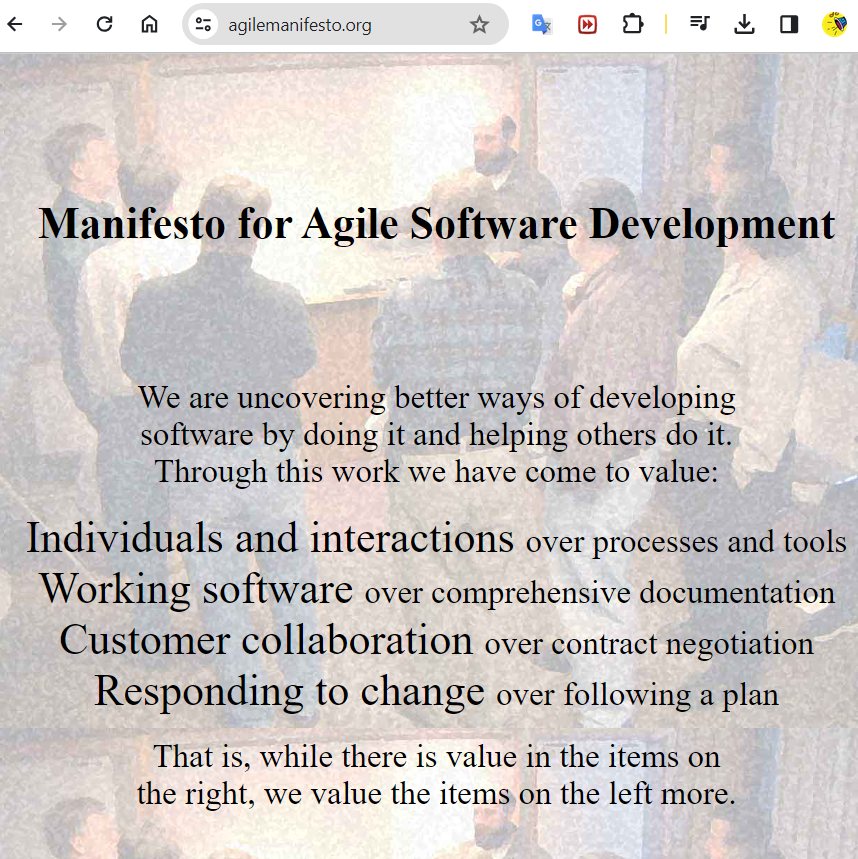 agilemanifesto.org
Manifesto for Agile Software Development
We are uncovering better ways of developing
software by doing it and helping others do it.
Through this work we have come to value:
Individuals and interactions over processes and tools
Working software over comprehensive documentation
Customer collaboration over contract negotiation
Responding to change over following a plan
That is, while there is value in the items on
the right, we value the items on the left more.